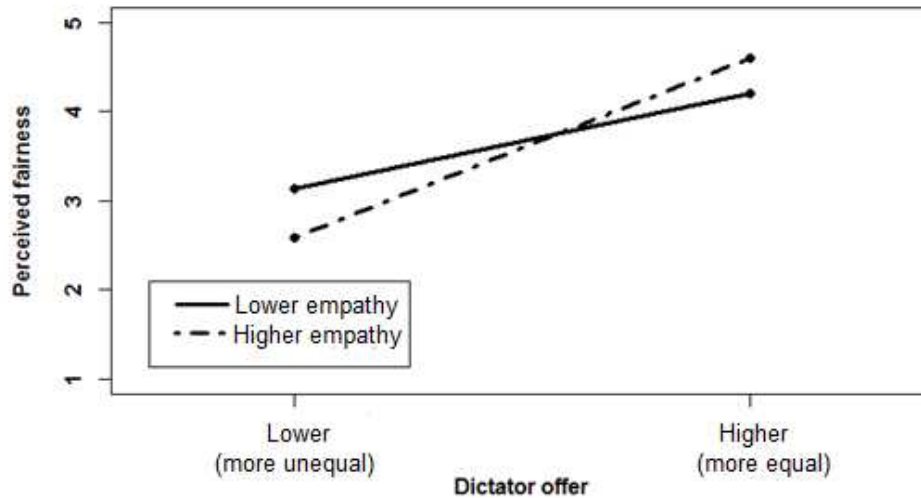 5
4
3
2
1
Perceived fairness
Lower empathy
Higher empathy
Lower
(more unequal)
Higher
(more equal)
Dictator offer